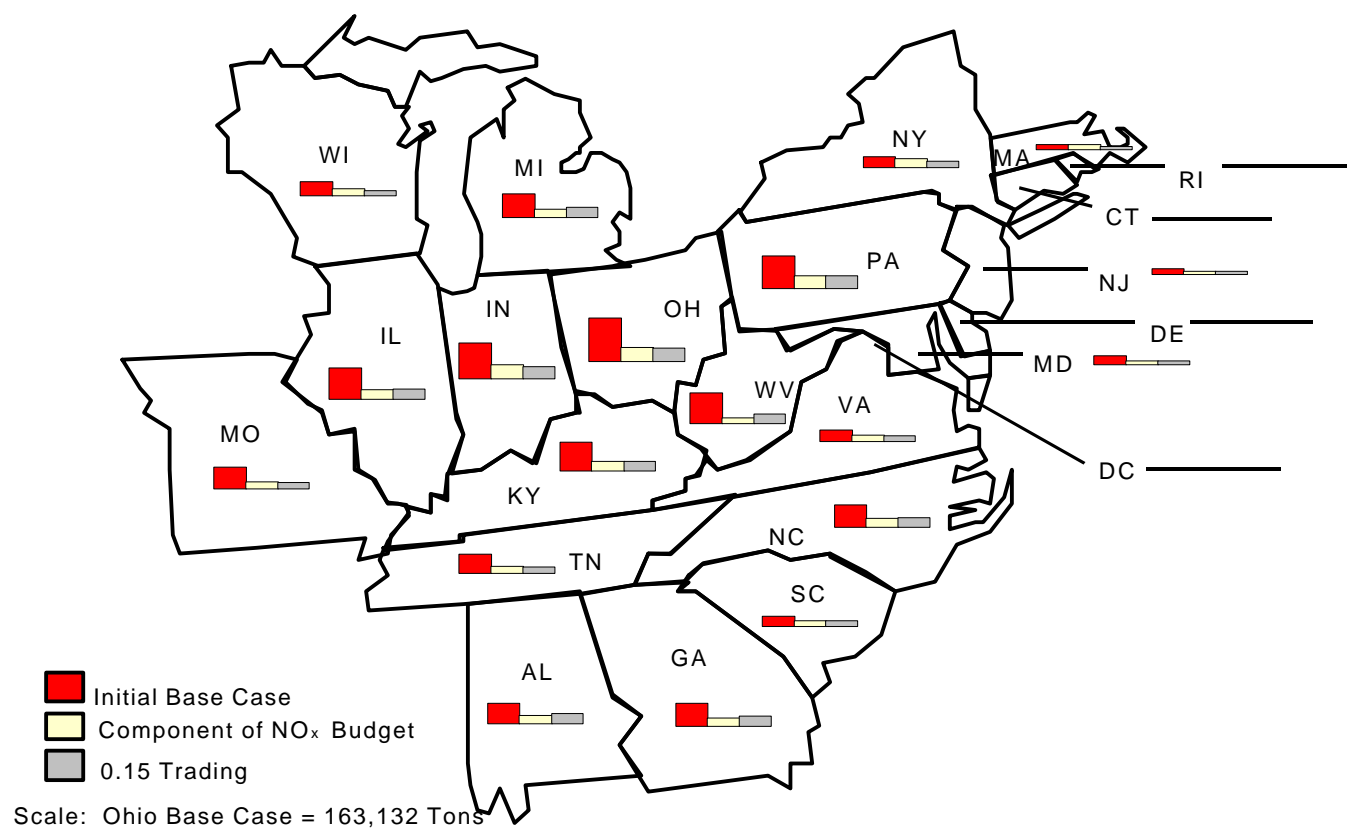 NY
WI
MA
MI
RI
CT
PA
NJ
IN
OH
IL
DE
MD
WV
VA
MO
DC
KY
NC
TN
SC
GA
AL
Initial Base Case
Component of NOx Budget
0.15 Trading
Scale: Ohio Base Case = 163,132 Tons